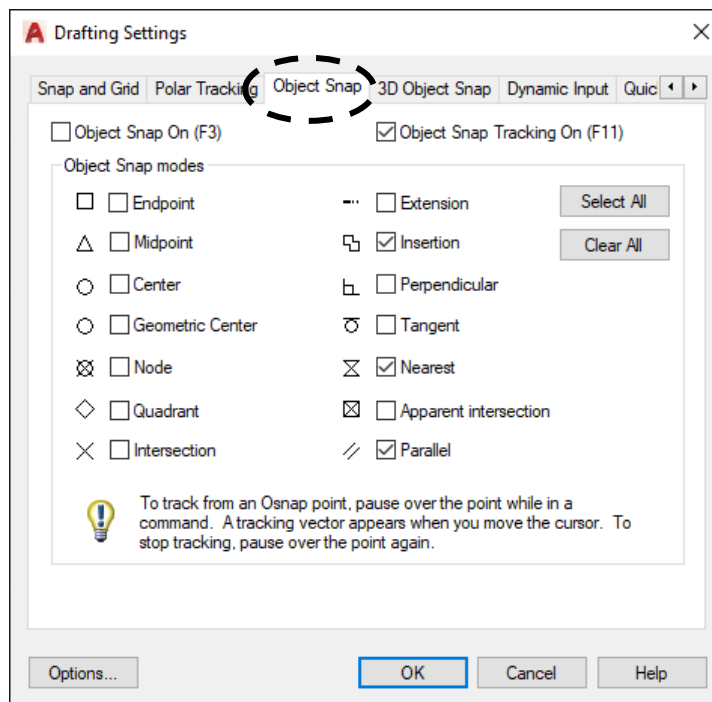 Drafting Settings
Snap and Grid Polar Tracking Object Snap 3D Object Snap Dynamic Input Quic
Object Snap On (F3) Object Snap Tracking On (F11)
Object Snap modes
Endpoint Extension Select All
Midpoint Insertion Clear All
Center Perpendicular
Geometric Center Tangent
Node Nearest
Quadrant Apparent intersection
Intersection Parallel
To track from an Osnap point, pause over the point while in a
command. A tracking vector appears when you move the cursor. To
stop tracking, pause over the point again.
Options... OK Cancel Help